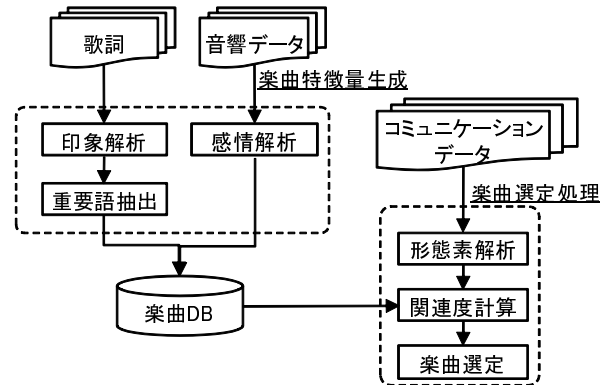 歌詞
音響データ
楽曲特徴量生成
印象解析
感情解析
重要語抽出
コミュニケーション
データ
楽曲選定処理
形態素解析
楽曲DB
関連度計算
楽曲選定